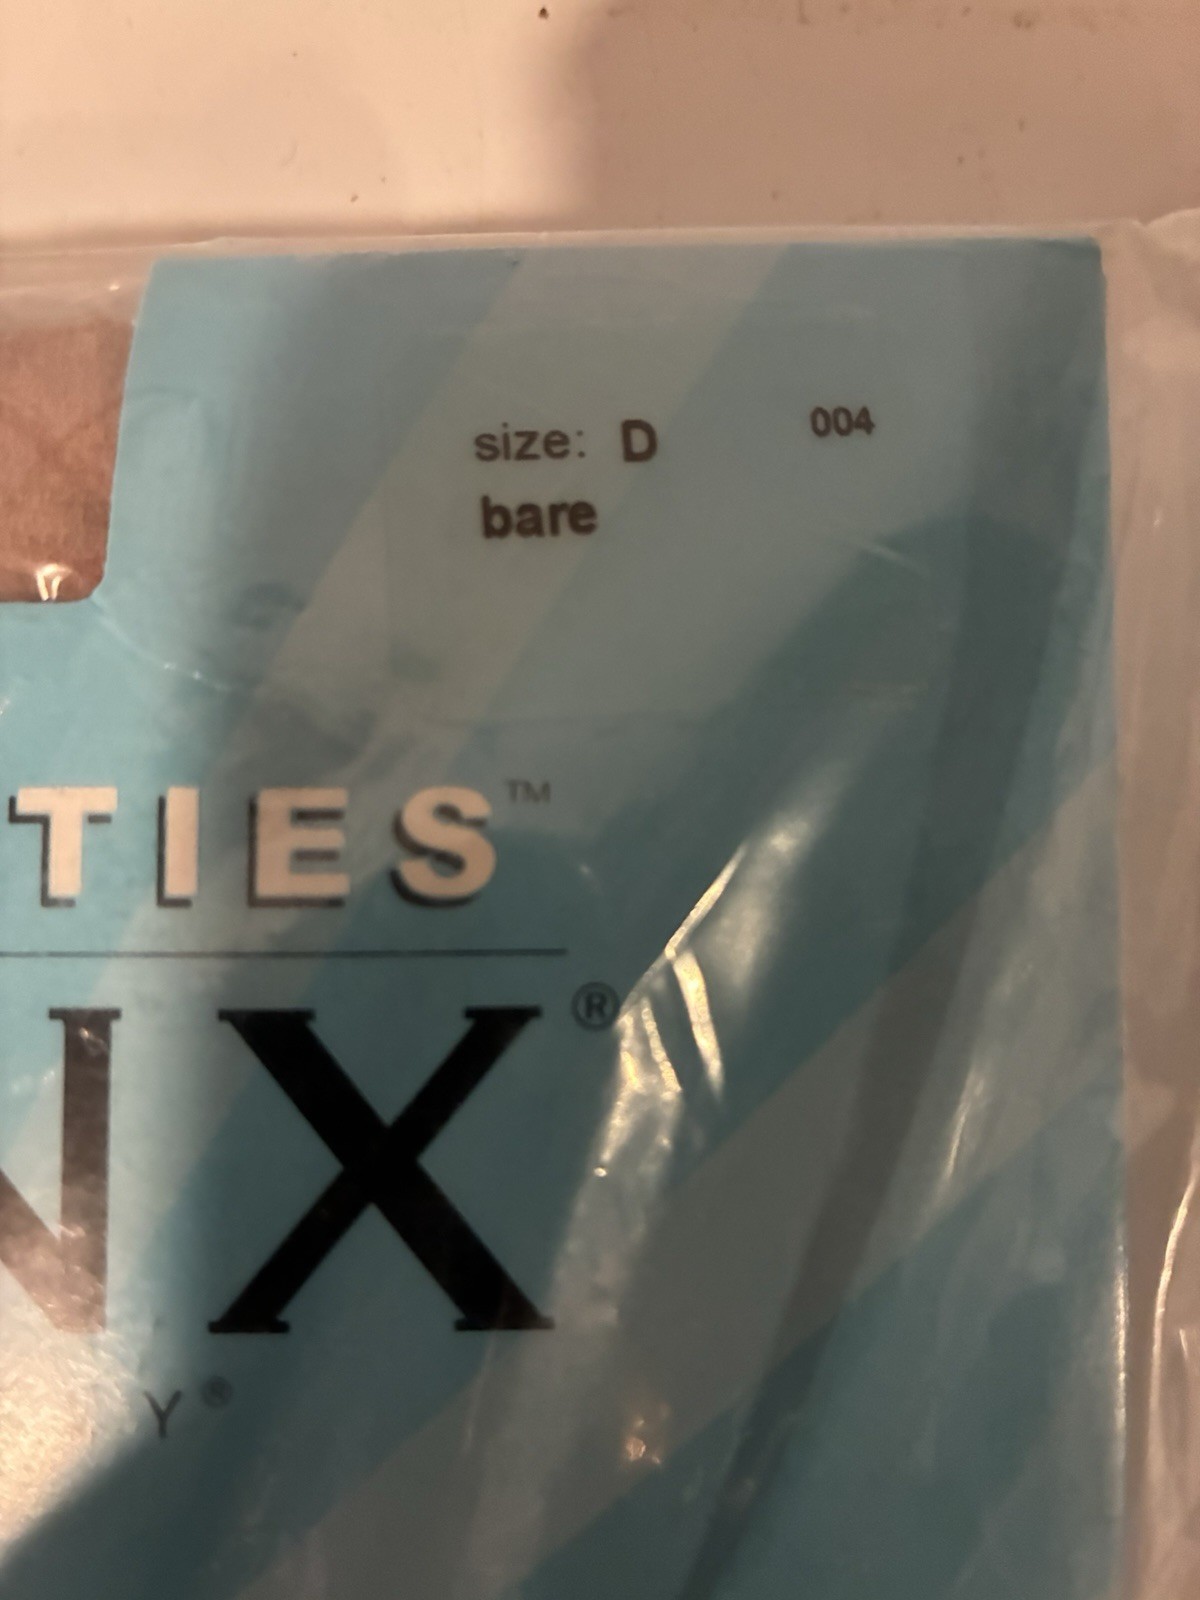 size: D 004
bare
TIES™
NX®
Y®